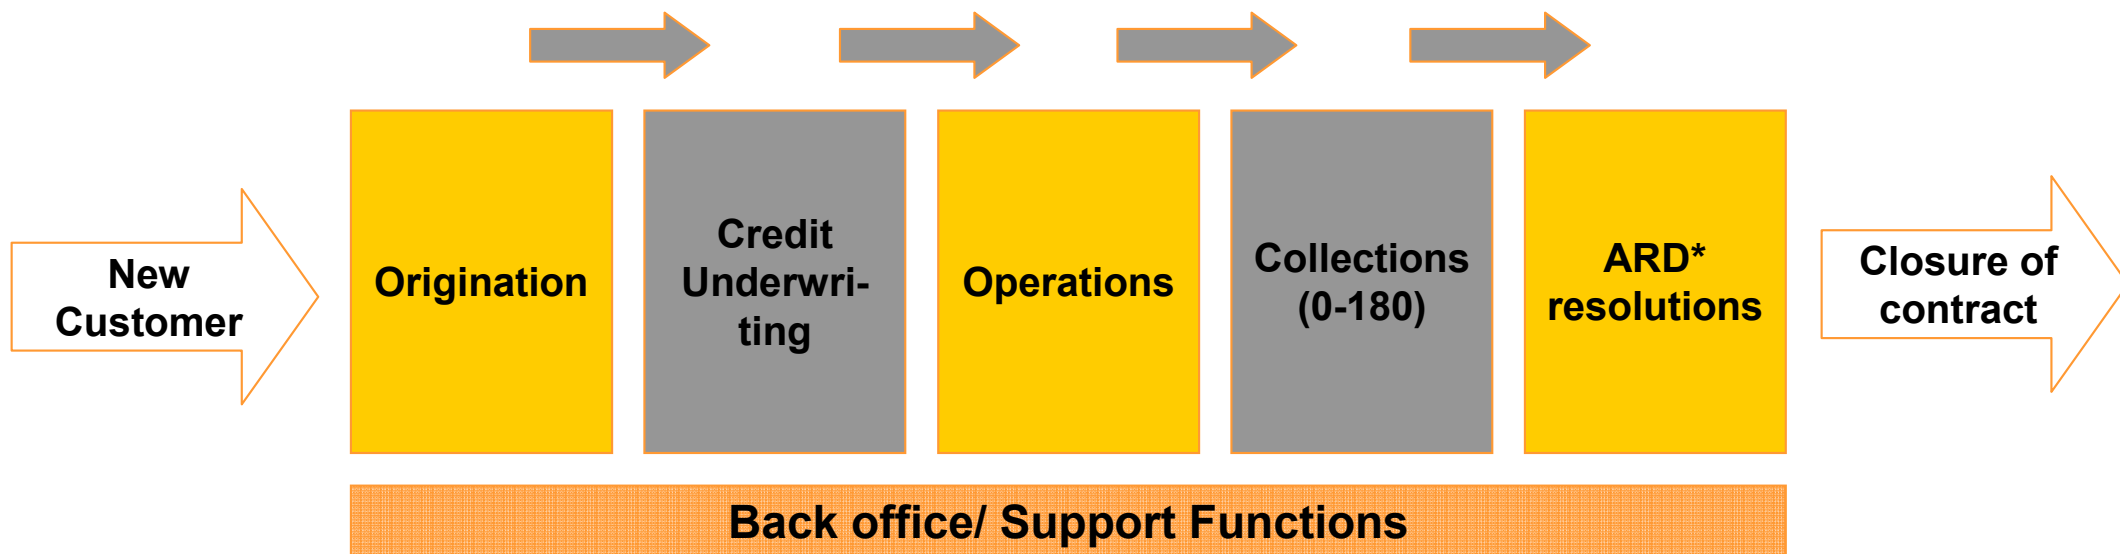 New
Customer
Origination
Credit
Underwri-
ting
Operations
Collections
(0-180)
ARD*
resolutions
Closure of
contract
Back office/ Support Functions